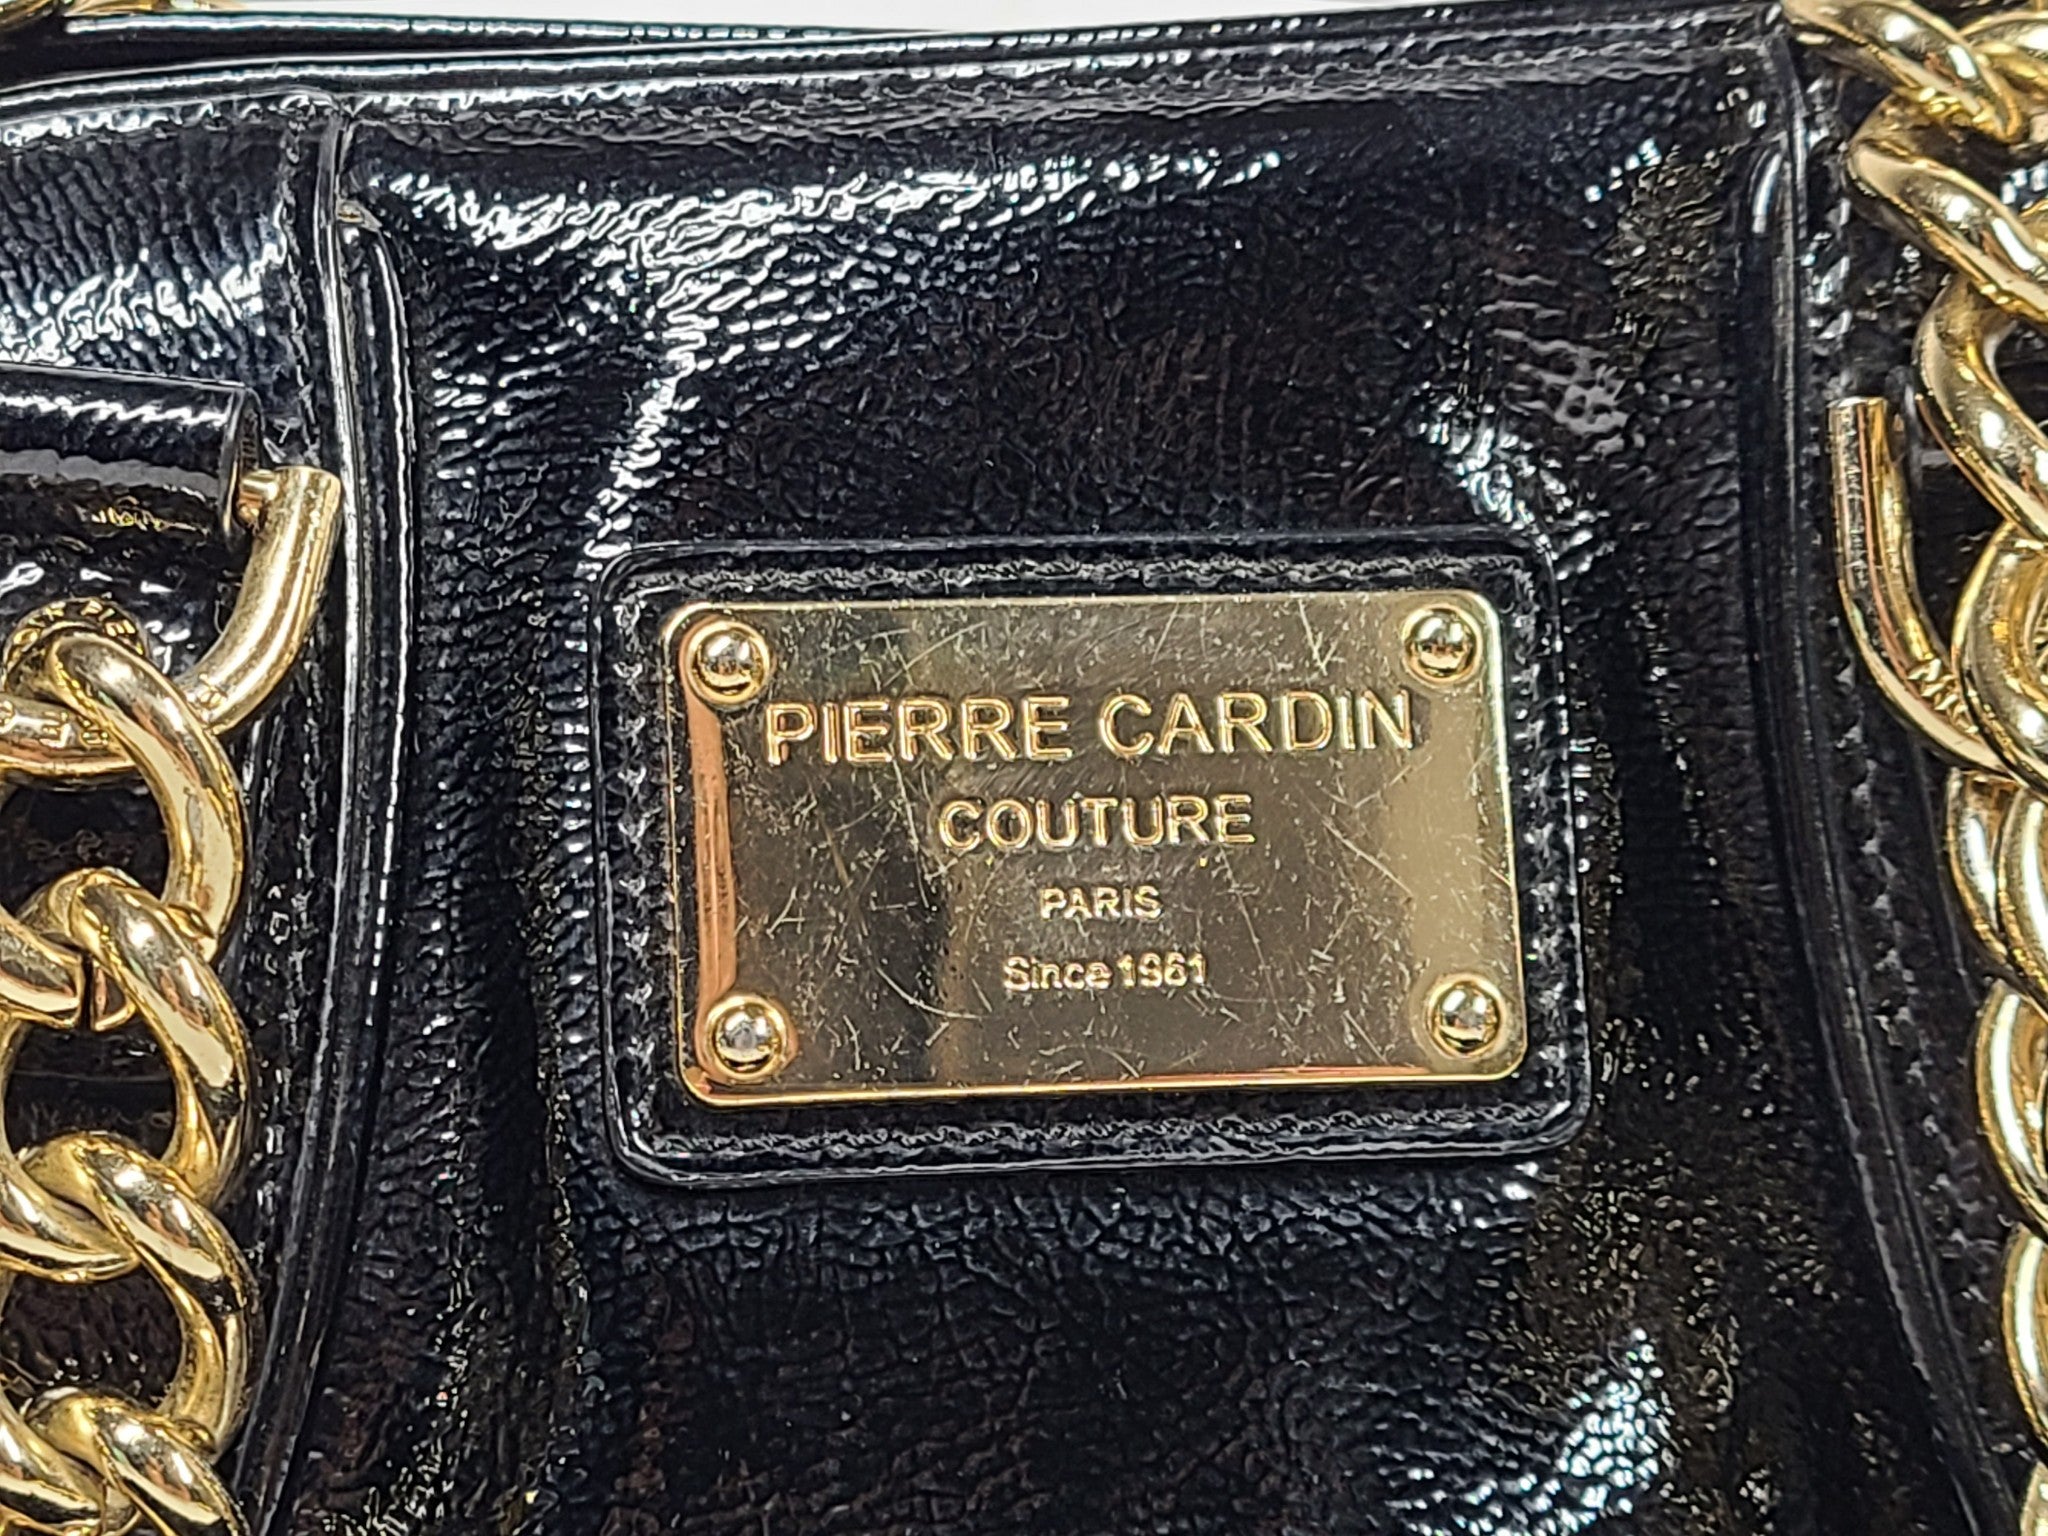 PIERRE CARDIN
COUTURE
PARIS
Since 1961